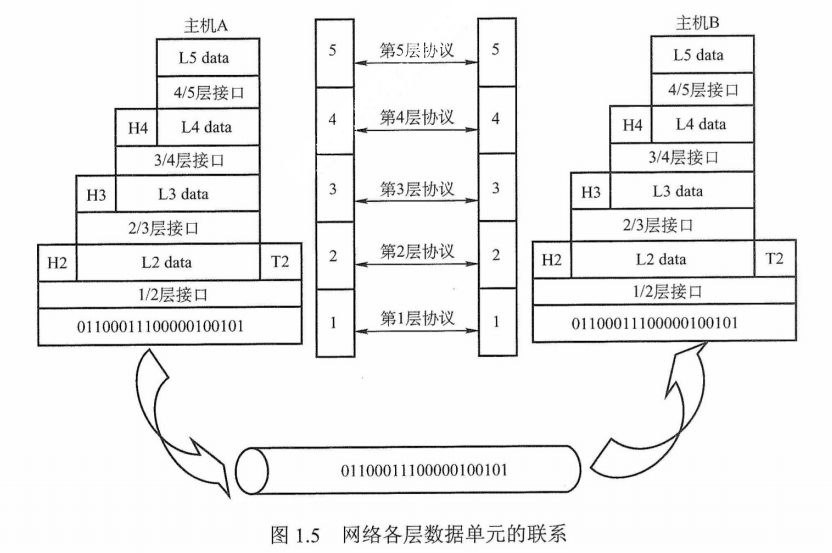 主机A
L5 data
4/5层接口
H4 L4 data
3/4层接口
H3 L3 data
2/3层接口
H2 L2 data T2
1/2层接口
01100011100000100101
5 第5层协议 5
4 第4层协议 4
3 第3层协议 3
2 第2层协议 2
1 第1层协议 1
主机B
L5 data
4/5层接口
H4 L4 data
3/4层接口
H3 L3 data
2/3层接口
H2 L2 data T2
1/2层接口
01100011100000100101
01100011100000100101
图 1.5 网络各层数据单元的联系